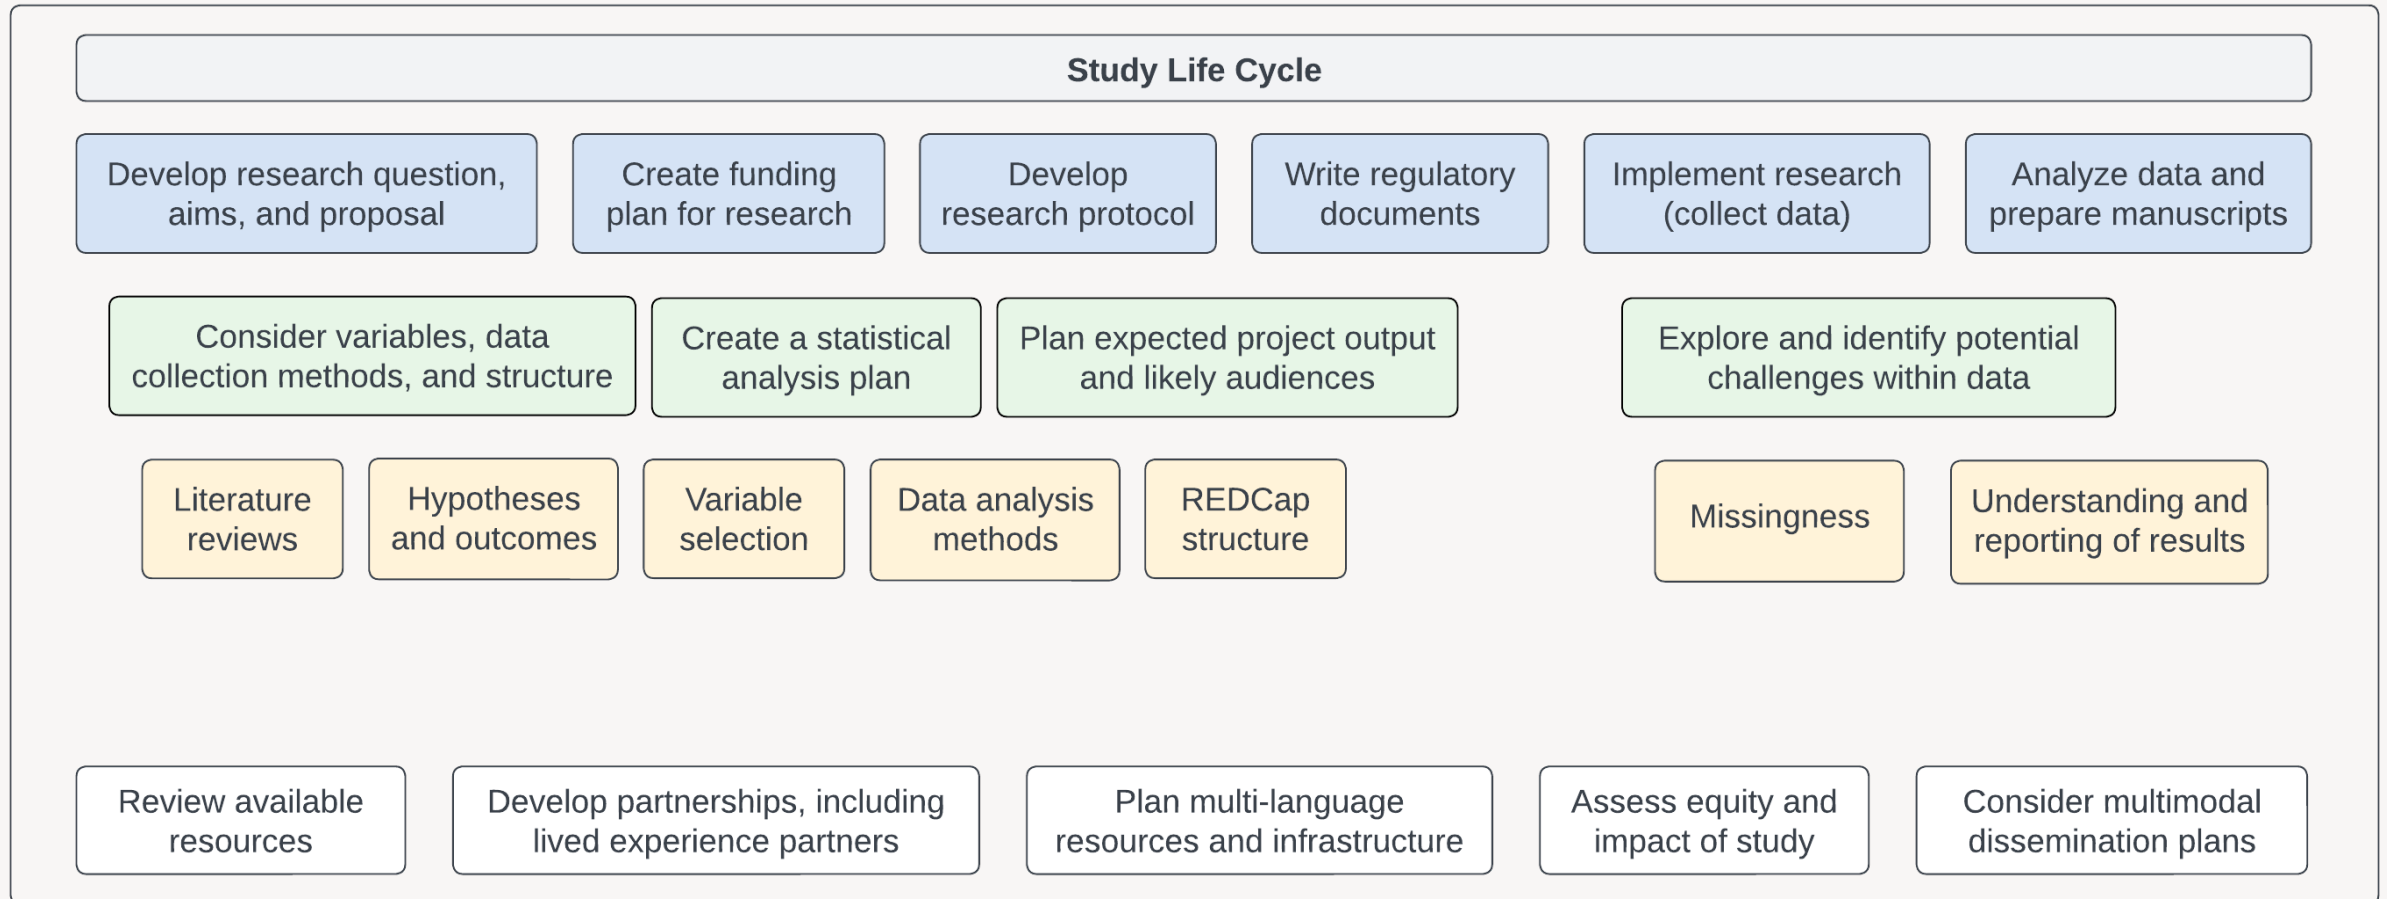 Study Life Cycle
Develop research question,
aims, and proposal
Create funding
plan for research
Develop
research protocol
Write regulatory
documents
Implement research
(collect data)
Analyze data and
prepare manuscripts
Consider variables, data
collection methods, and structure
Create a statistical
analysis plan
Plan expected project output
and likely audiences
Explore and identify potential
challenges within data
Literature
reviews
Hypotheses
and outcomes
Variable
selection
Data analysis
methods
REDCap
structure
Missingness
Understanding and
reporting of results
Review available
resources
Develop partnerships, including
lived experience partners
Plan multi-language
resources and infrastructure
Assess equity and
impact of study
Consider multimodal
dissemination plans